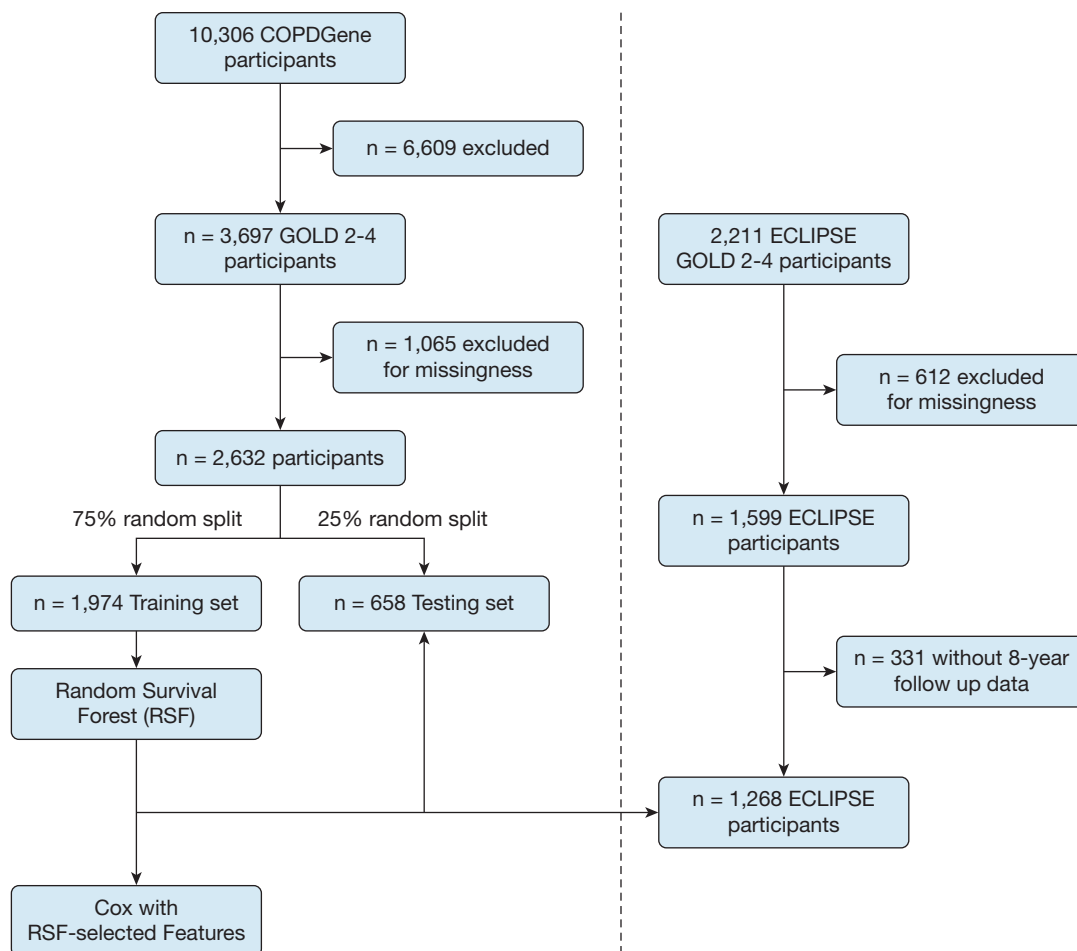 10,306 COPDGene
participants
n = 6,609 excluded
n = 3,697 GOLD 2-4
participants
n = 1,065 excluded
for missingness
n = 2,632 participants
75% random split
25% random split
n = 1,974 Training set
n = 658 Testing set
Random Survival
Forest (RSF)
Cox with
RSF-selected Features
2,211 ECLIPSE
GOLD 2-4 participants
n = 612 excluded
for missingness
n = 1,599 ECLIPSE
participants
n = 331 without 8-year
follow up data
n = 1,268 ECLIPSE
participants